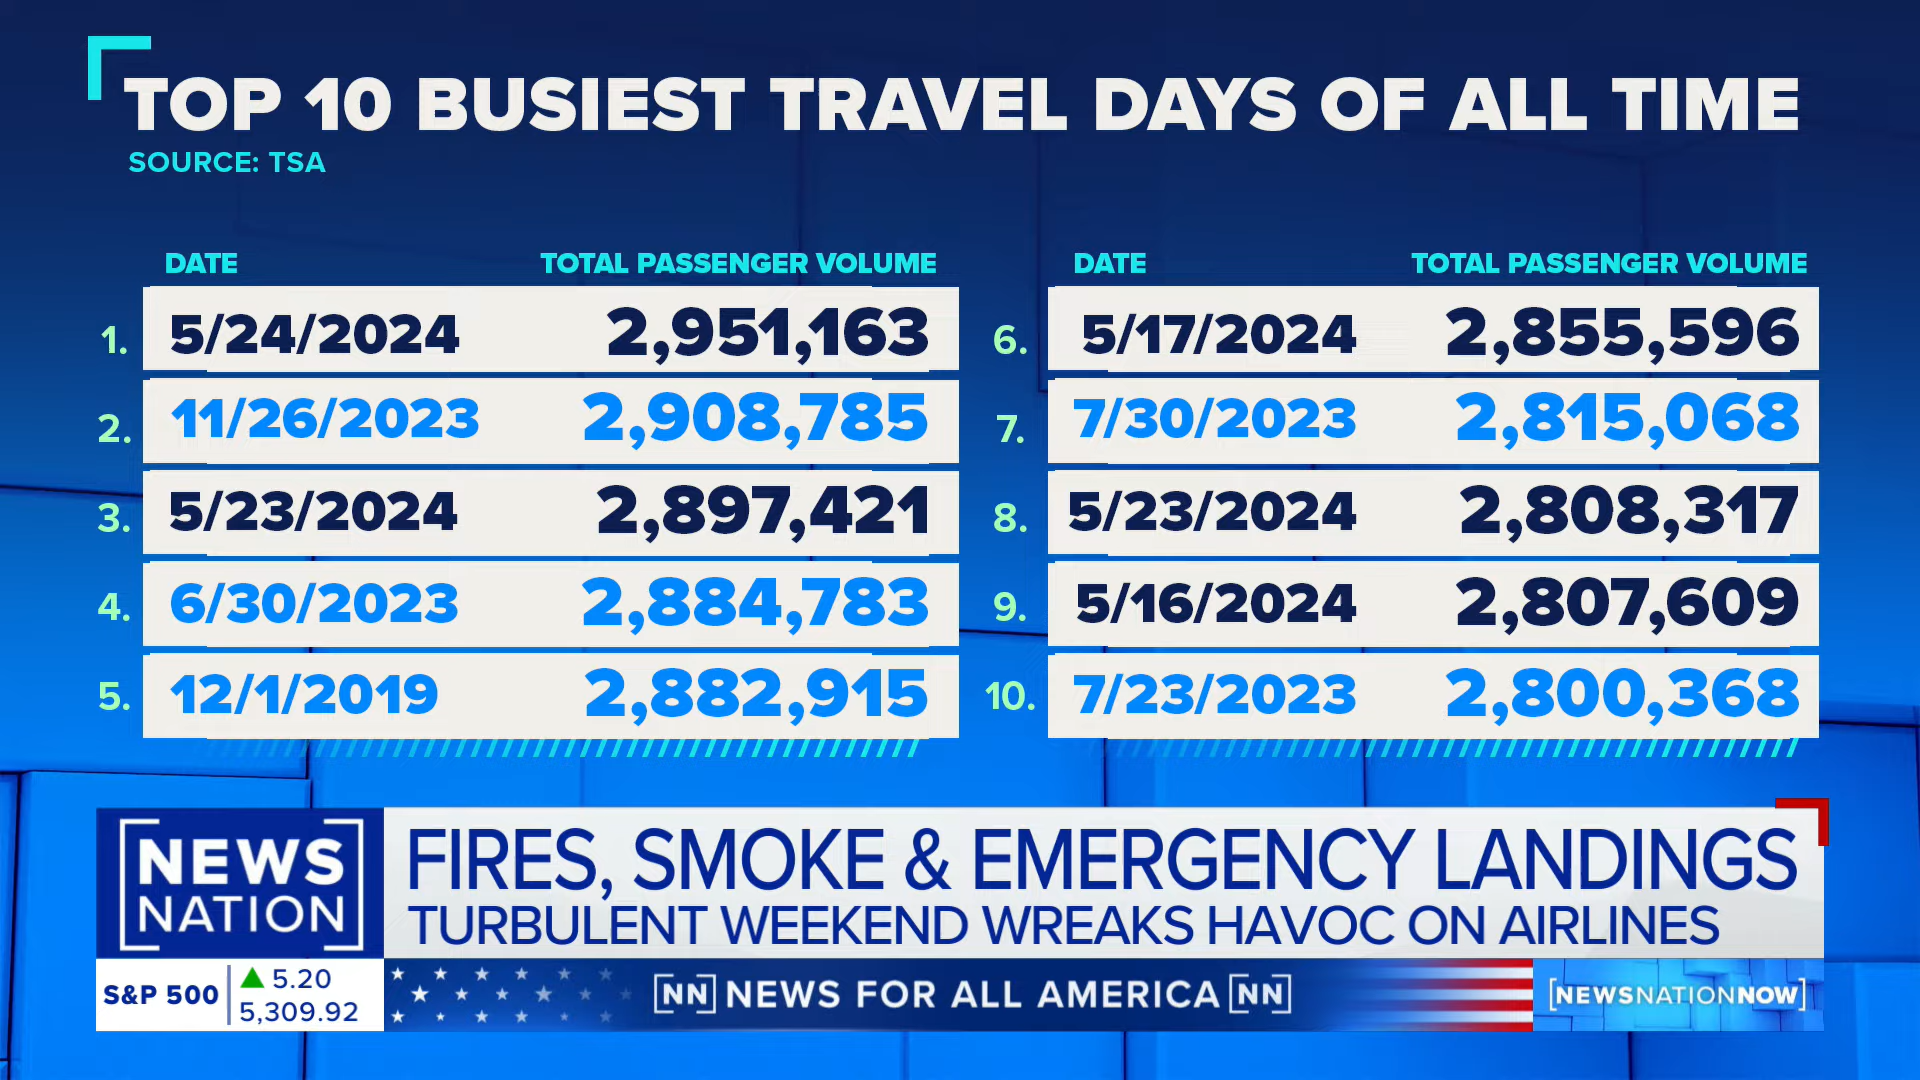 TOP 10 BUSIEST TRAVEL DAYS OF ALL TIME
SOURCE: TSA
DATE TOTAL PASSENGER VOLUME
1. 5/24/2024 2,951,163
2. 11/26/2023 2,908,785
3. 5/23/2024 2,897,421
4. 6/30/2023 2,884,783
5. 12/1/2019 2,882,915
DATE TOTAL PASSENGER VOLUME
6. 5/17/2024 2,855,596
7. 7/30/2023 2,815,068
8. 5/23/2024 2,808,317
9. 5/16/2024 2,807,609
10. 7/23/2023 2,800,368
NEWS
NATION
FIRES, SMOKE & EMERGENCY LANDINGS
TURBULENT WEEKEND WREAKS HAVOC ON AIRLINES
S&P 500 ▲ 5.20
5,309.92
[NN] NEWS FOR ALL AMERICA [NN]
[NEWSNATIONNOW]